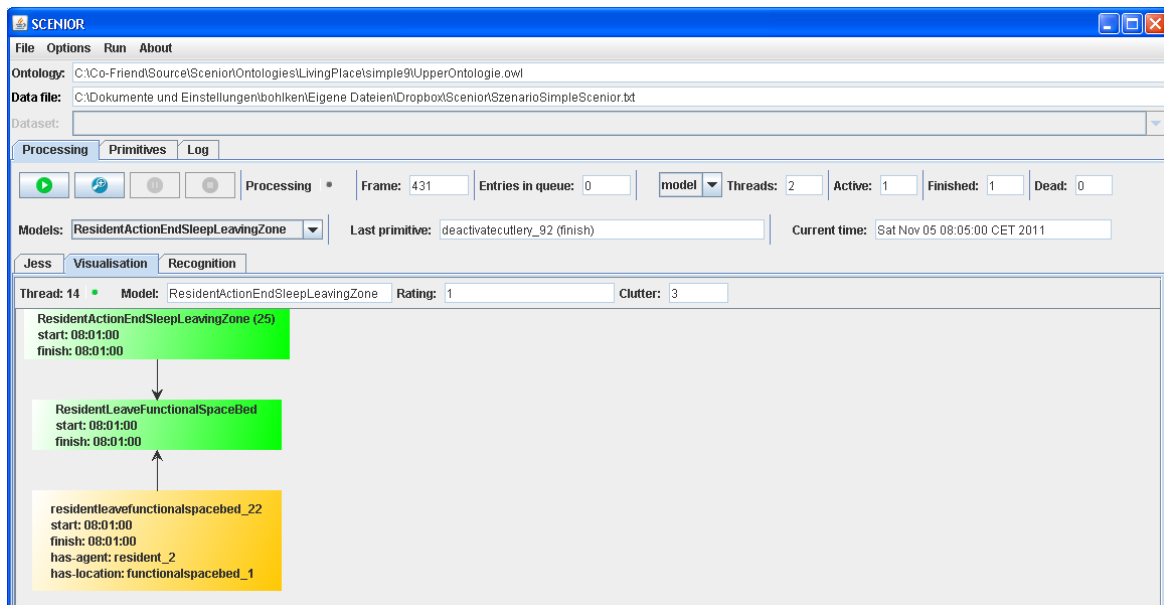 SCENIOR
File Options Run About
Ontology: C:\Co-Friend\Source\Scenior\Ontologies\LivingPlace\simple9\UpperOntologie.owl
Data file: C:\Dokumente und Einstellungen\bohlken\Eigene Dateien\Dropbox\Scenior\SzenarioSimpleScenior.txt
Dataset:
Processing Primitives Log
Processing Frame: 431 Entries in queue: 0 model Threads: 2 Active: 1 Finished: 1 Dead: 0
Models: ResidentActionEndSleepLeavingZone Last primitive: deactivatecutlery_92 (finish) Current time: Sat Nov 05 08:05:00 CET 2011
Jess Visualisation Recognition
Thread: 14 Model: ResidentActionEndSleepLeavingZone Rating: 1 Clutter: 3
ResidentActionEndSleepLeavingZone (25)
start: 08:01:00
finish: 08:01:00
ResidentLeaveFunctionalSpaceBed
start: 08:01:00
finish: 08:01:00
residentleavefunctionalspacebed_22
start: 08:01:00
finish: 08:01:00
has-agent: resident_2
has-location: functionalspacebed_1